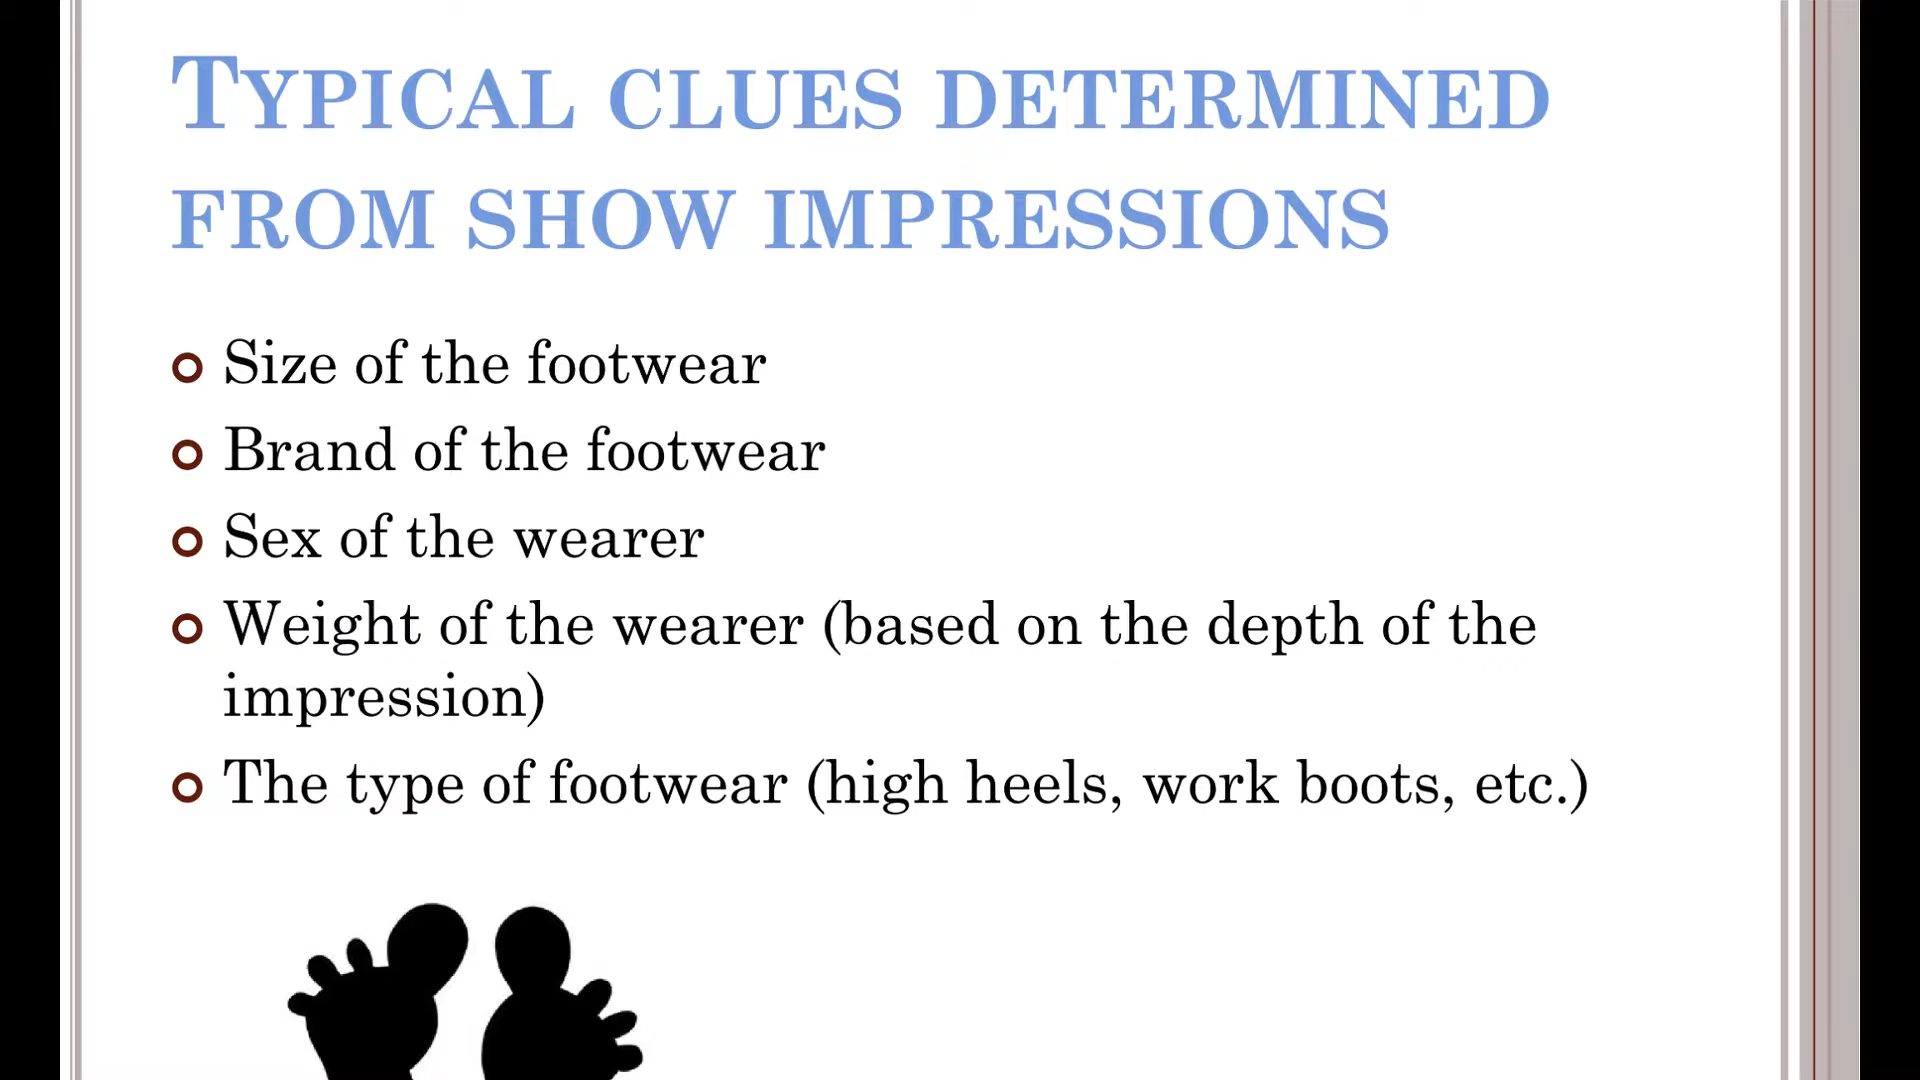 TYPICAL CLUES DETERMINED
FROM SHOW IMPRESSIONS
Size of the footwear
Brand of the footwear
Sex of the wearer
Weight of the wearer (based on the depth of the
impression)
The type of footwear (high heels, work boots, etc.)